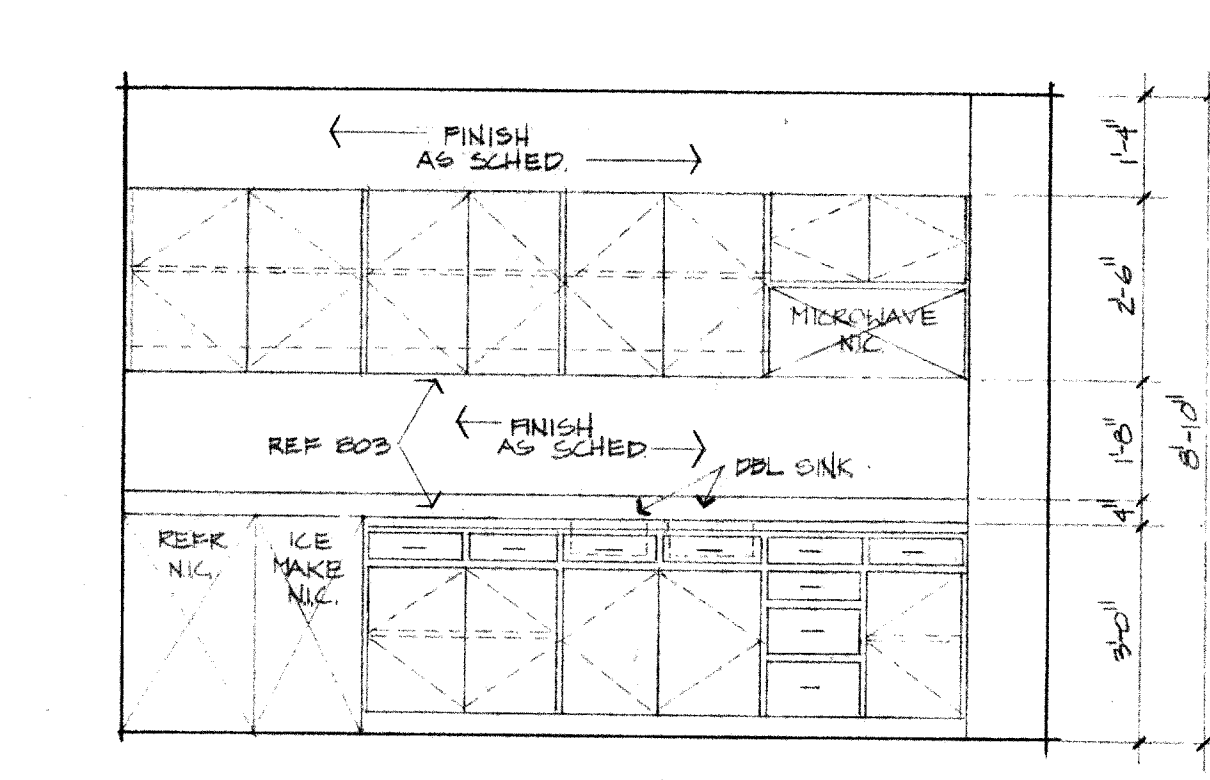 FINISH
AS SCHED.
1'-4"
2'-6"
MICROWAVE
N.I.C.
REF 803
FINISH
AS SCHED.
DBL SINK
1'-8"
8'-10"
4"
REFR
N.I.C.
ICE
MAKE
N.I.C.
3'-0"